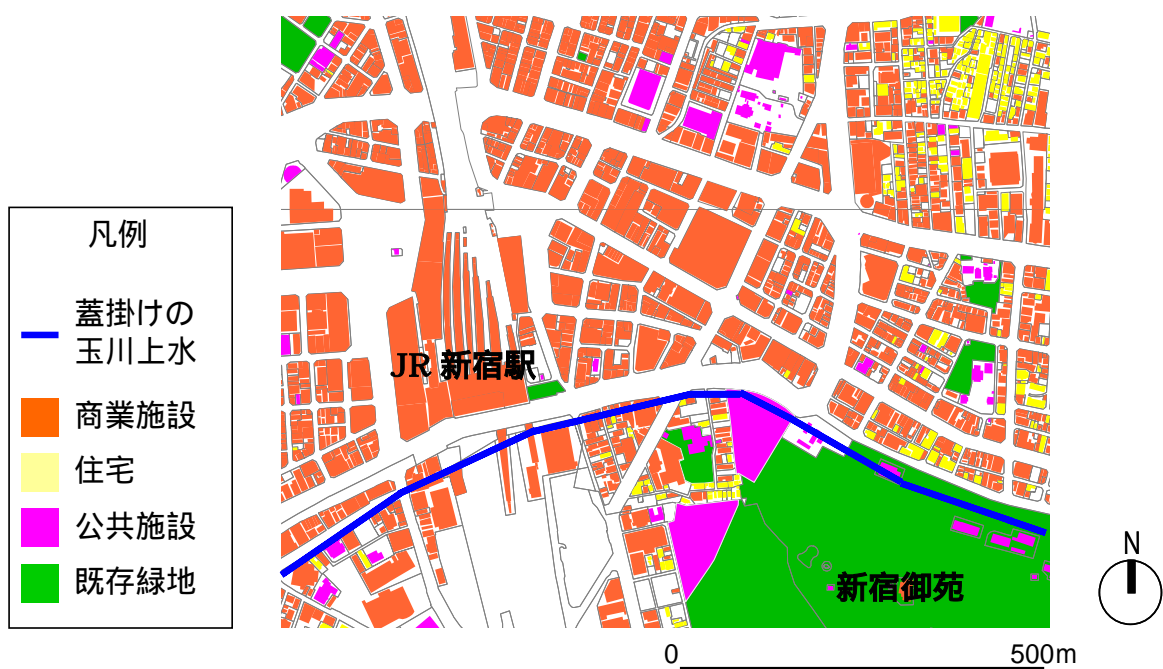 凡例
蓋掛けの
玉川上水
商業施設
住宅
公共施設
既存緑地
JR 新宿駅
新宿御苑
N
0 500m